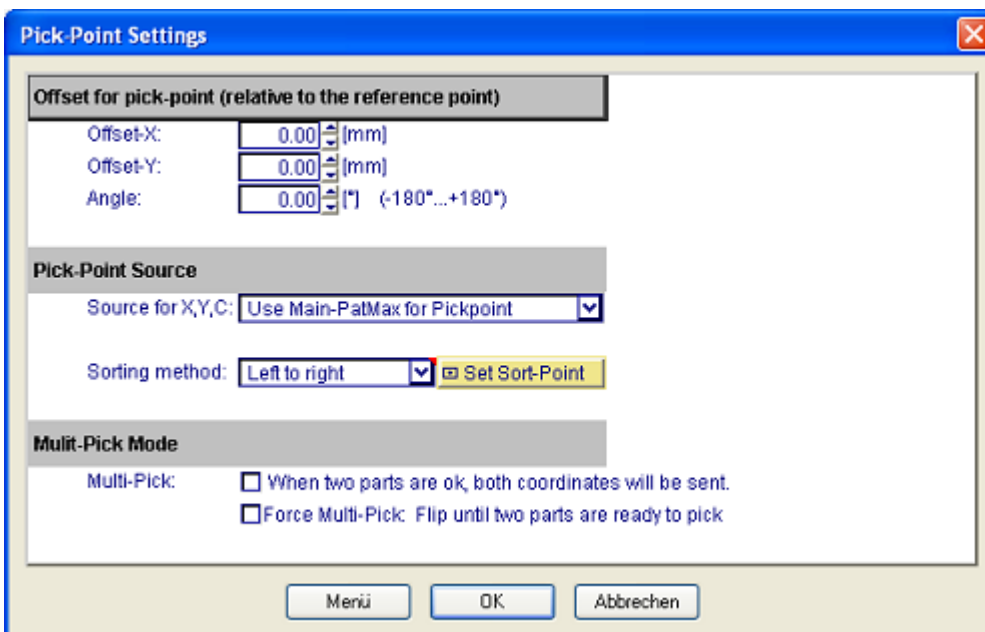 Pick-Point Settings
Offset for pick-point (relative to the reference point)
Offset-X: 0.00 [mm]
Offset-Y: 0.00 [mm]
Angle: 0.00 [°] (-180°...+180°)
Pick-Point Source
Source for X,Y,C: Use Main-PatMax for Pickpoint
Sorting method: Left to right Set Sort-Point
Mulit-Pick Mode
Multi-Pick: When two parts are ok, both coordinates will be sent.
Force Multi-Pick: Flip until two parts are ready to pick
Menü OK Abbrechen